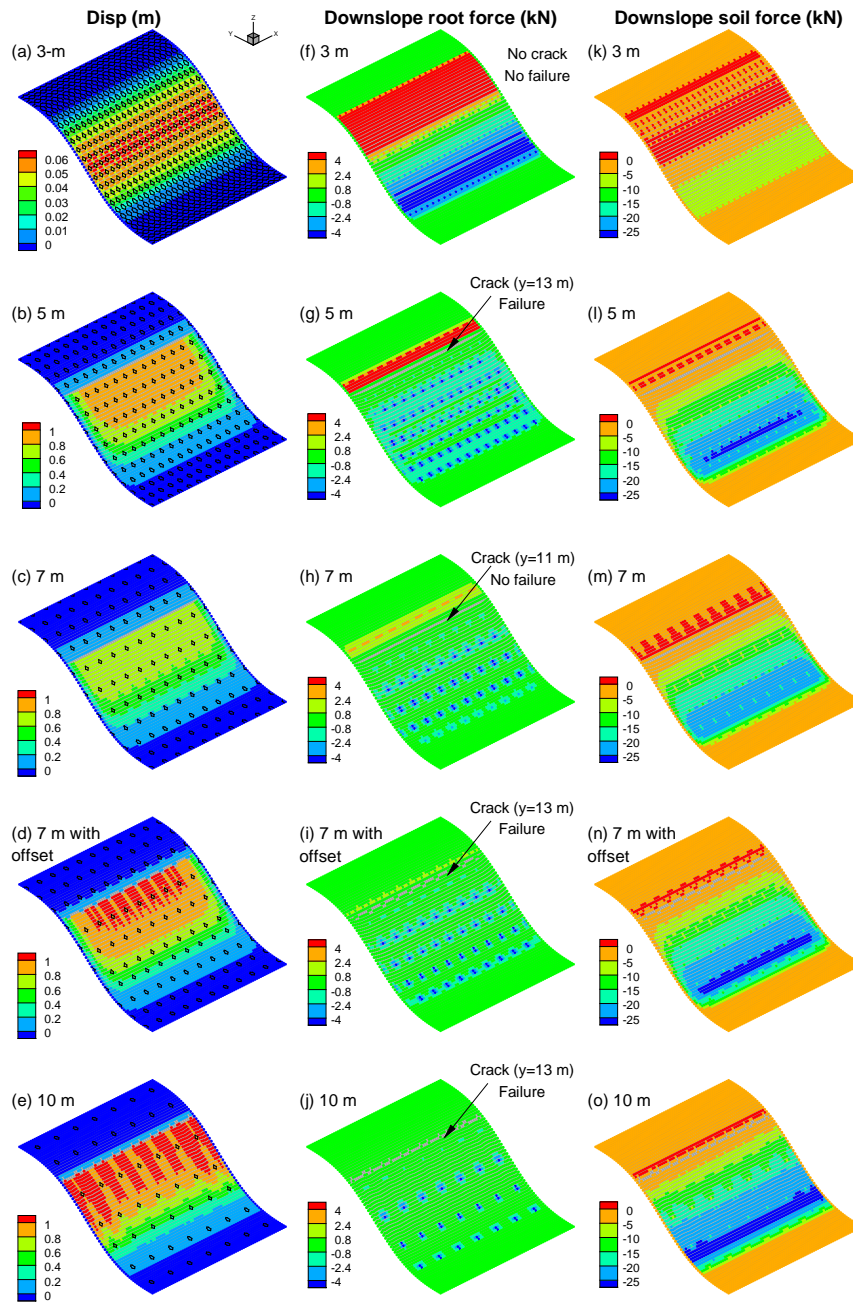 Disp (m)
Downslope root force (kN)
Downslope soil force (kN)
Z
Y
X
(a) 3-m
(f) 3 m
No crack
No failure
(k) 3 m
0.06
0.05
0.04
0.03
0.02
0.01
0
4
2.4
0.8
-0.8
-2.4
-4
0
-5
-10
-15
-20
-25
(b) 5 m
(g) 5 m
Crack (y=13 m)
Failure
(l) 5 m
1
0.8
0.6
0.4
0.2
0
4
2.4
0.8
-0.8
-2.4
-4
0
-5
-10
-15
-20
-25
(c) 7 m
(h) 7 m
Crack (y=11 m)
No failure
(m) 7 m
1
0.8
0.6
0.4
0.2
0
4
2.4
0.8
-0.8
-2.4
-4
0
-5
-10
-15
-20
-25
(d) 7 m with
offset
(i) 7 m with
offset
Crack (y=13 m)
Failure
(n) 7 m with
offset
1
0.8
0.6
0.4
0.2
0
4
2.4
0.8
-0.8
-2.4
-4
0
-5
-10
-15
-20
-25
(e) 10 m
(j) 10 m
Crack (y=13 m)
Failure
(o) 10 m
1
0.8
0.6
0.4
0.2
0
4
2.4
0.8
-0.8
-2.4
-4
0
-5
-10
-15
-20
-25